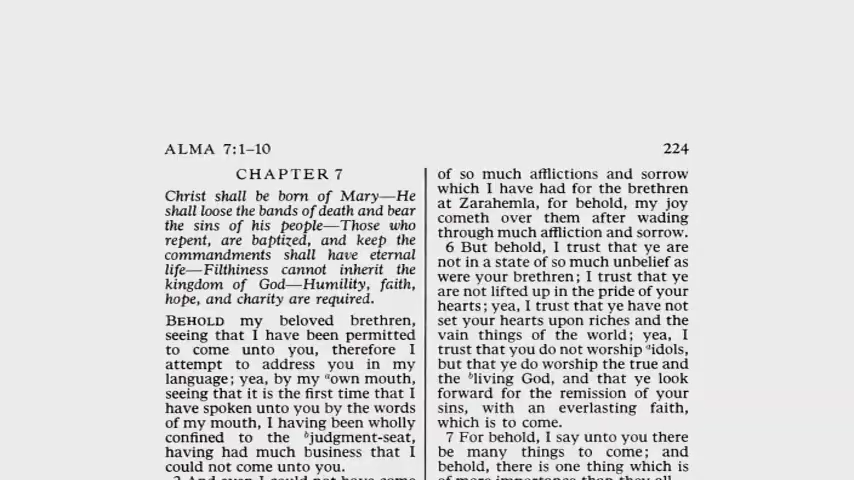 ALMA 7:1–10
224
CHAPTER 7
Christ shall be born of Mary—He
shall loose the bands of death and bear
the sins of his people—Those who
repent, are baptized, and keep the
commandments shall have eternal
life—Filthiness cannot inherit the
kingdom of God—Humility, faith,
hope, and charity are required.
BEHOLD my beloved brethren,
seeing that I have been permitted
to come unto you, therefore I
attempt to address you in my
language; yea, by my ᵃown mouth,
seeing that it is the first time that I
have spoken unto you by the words
of my mouth, I having been wholly
confined to the ᵇjudgment-seat,
having had much business that I
could not come unto you.
2 And even I could not have come
of so much afflictions and sorrow
which I have had for the brethren
at Zarahemla, for behold, my joy
cometh over them after wading
through much affliction and sorrow.
6 But behold, I trust that ye are
not in a state of so much unbelief as
were your brethren; I trust that ye
are not lifted up in the pride of your
hearts; yea, I trust that ye have not
set your hearts upon riches and the
vain things of the world; yea, I
trust that you do not worship ᵃidols,
but that ye do worship the true and
the ᵇliving God, and that ye look
forward for the remission of your
sins, with an everlasting faith,
which is to come.
7 For behold, I say unto you there
be many things to come; and
behold, there is one thing which is
of more importance than they all—